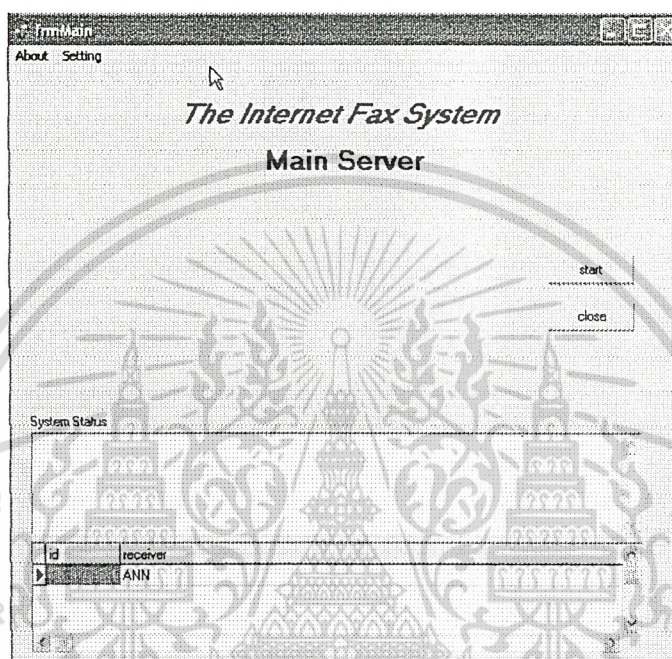 frmMain
About Setting
The Internet Fax System
Main Server
start
close
System Status
id receiver
ANN